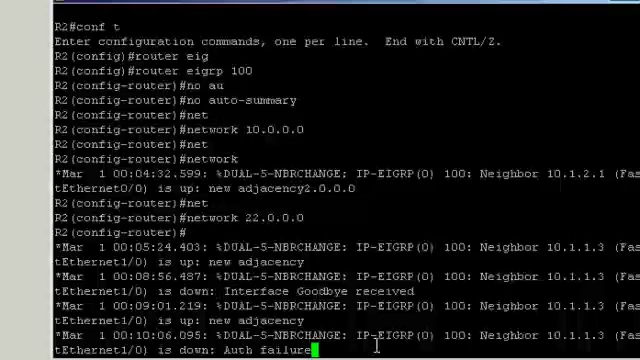 R2#conf t
Enter configuration commands, one per line.  End with CNTL/Z.
R2(config)#router eig
R2(config)#router eigrp 100
R2(config-router)#no au
R2(config-router)#no auto-summary
R2(config-router)#net
R2(config-router)#network 10.0.0.0
R2(config-router)#net
R2(config-router)#network
*Mar  1 00:04:32.599: %DUAL-5-NBRCHANGE: IP-EIGRP(0) 100: Neighbor 10.1.2.1 (Fas
tEthernet0/0) is up: new adjacency2.0.0.0
R2(config-router)#net
R2(config-router)#network 22.0.0.0
R2(config-router)#
*Mar  1 00:05:24.403: %DUAL-5-NBRCHANGE: IP-EIGRP(0) 100: Neighbor 10.1.1.3 (Fas
tEthernet1/0) is up: new adjacency
*Mar  1 00:08:56.487: %DUAL-5-NBRCHANGE: IP-EIGRP(0) 100: Neighbor 10.1.1.3 (Fas
tEthernet1/0) is down: Interface Goodbye received
*Mar  1 00:09:01.219: %DUAL-5-NBRCHANGE: IP-EIGRP(0) 100: Neighbor 10.1.1.3 (Fas
tEthernet1/0) is up: new adjacency
*Mar  1 00:10:06.095: %DUAL-5-NBRCHANGE: IP-EIGRP(0) 100: Neighbor 10.1.1.3 (Fas
tEthernet1/0) is down: Auth failure